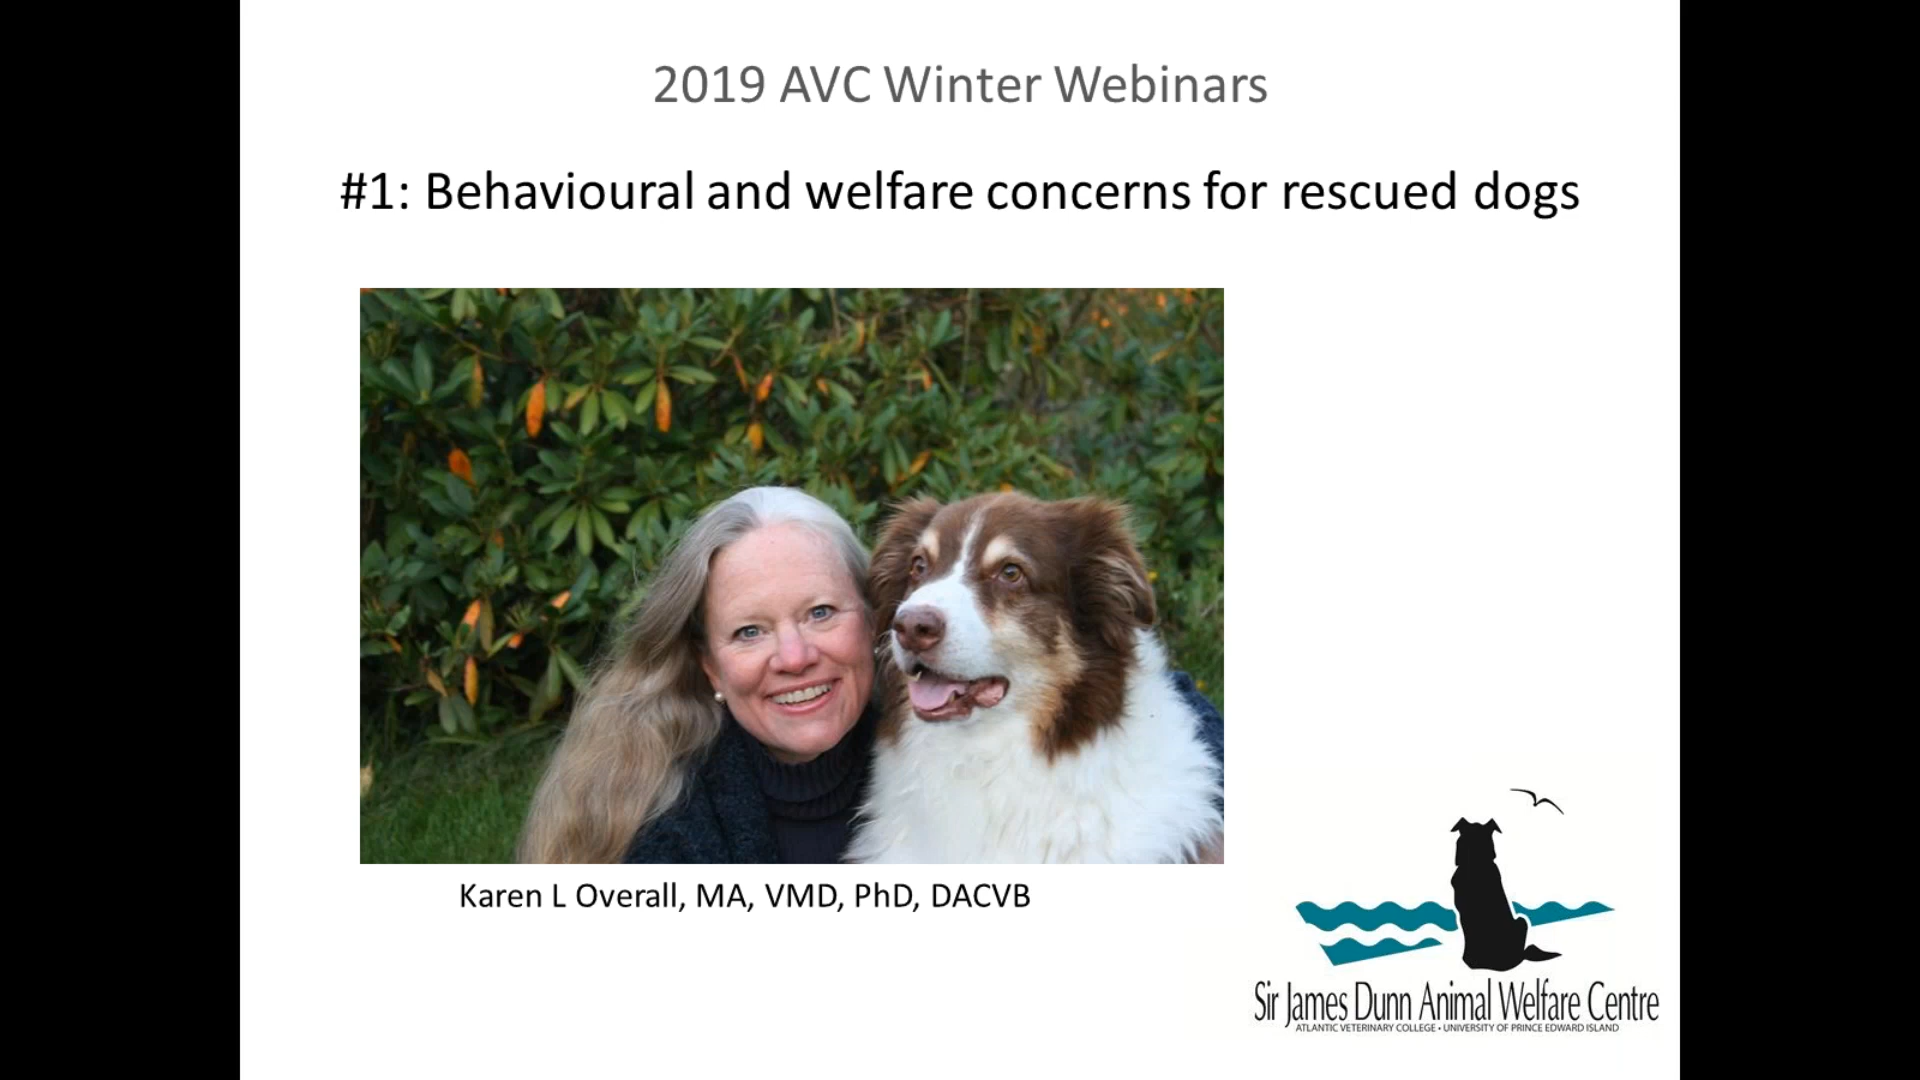 2019 AVC Winter Webinars
#1: Behavioural and welfare concerns for rescued dogs
Karen L Overall, MA, VMD, PhD, DACVB
Sir James Dunn Animal Welfare Centre
ATLANTIC VETERINARY COLLEGE • UNIVERSITY OF PRINCE EDWARD ISLAND